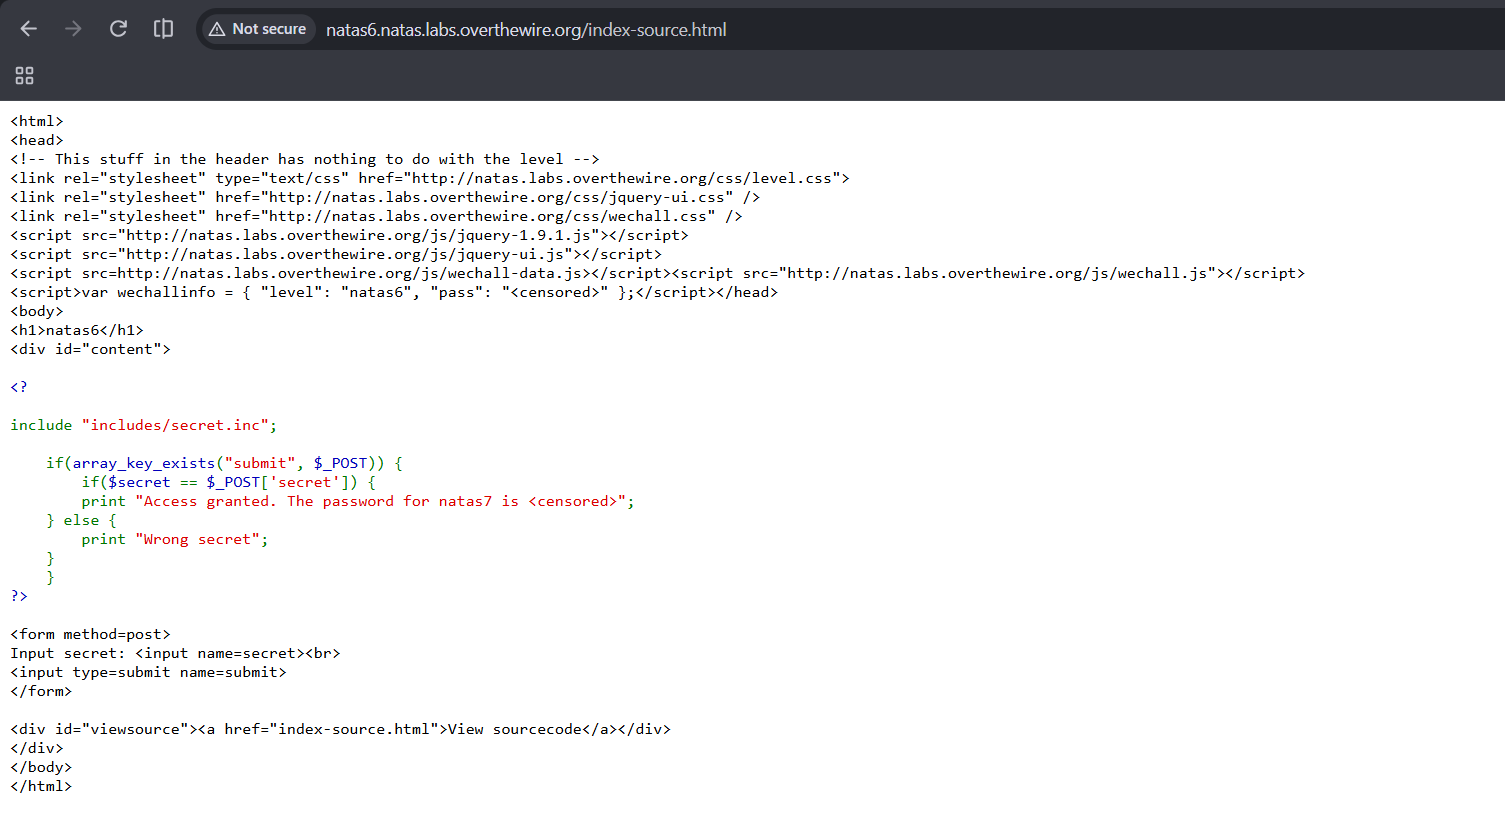 Not secure
natas6.natas.labs.overthewire.org/index-source.html
<html>
<head>
<!-- This stuff in the header has nothing to do with the level -->
<link rel="stylesheet" type="text/css" href="http://natas.labs.overthewire.org/css/level.css">
<link rel="stylesheet" href="http://natas.labs.overthewire.org/css/jquery-ui.css" />
<link rel="stylesheet" href="http://natas.labs.overthewire.org/css/wechall.css" />
<script src="http://natas.labs.overthewire.org/js/jquery-1.9.1.js"></script>
<script src="http://natas.labs.overthewire.org/js/jquery-ui.js"></script>
<script src=http://natas.labs.overthewire.org/js/wechall-data.js></script><script src="http://natas.labs.overthewire.org/js/wechall.js"></script>
<script>var wechallinfo = { "level": "natas6", "pass": "<censored>" };</script></head>
<body>
<h1>natas6</h1>
<div id="content">
<?
include "includes/secret.inc";
if(array_key_exists("submit", $_POST)) {
if($secret == $_POST['secret']) {
print "Access granted. The password for natas7 is <censored>";
} else {
print "Wrong secret";
}
}
?>
<form method=post>
Input secret: <input name=secret><br>
<input type=submit name=submit>
</form>
<div id="viewsource"><a href="index-source.html">View sourcecode</a></div>
</div>
</body>
</html>